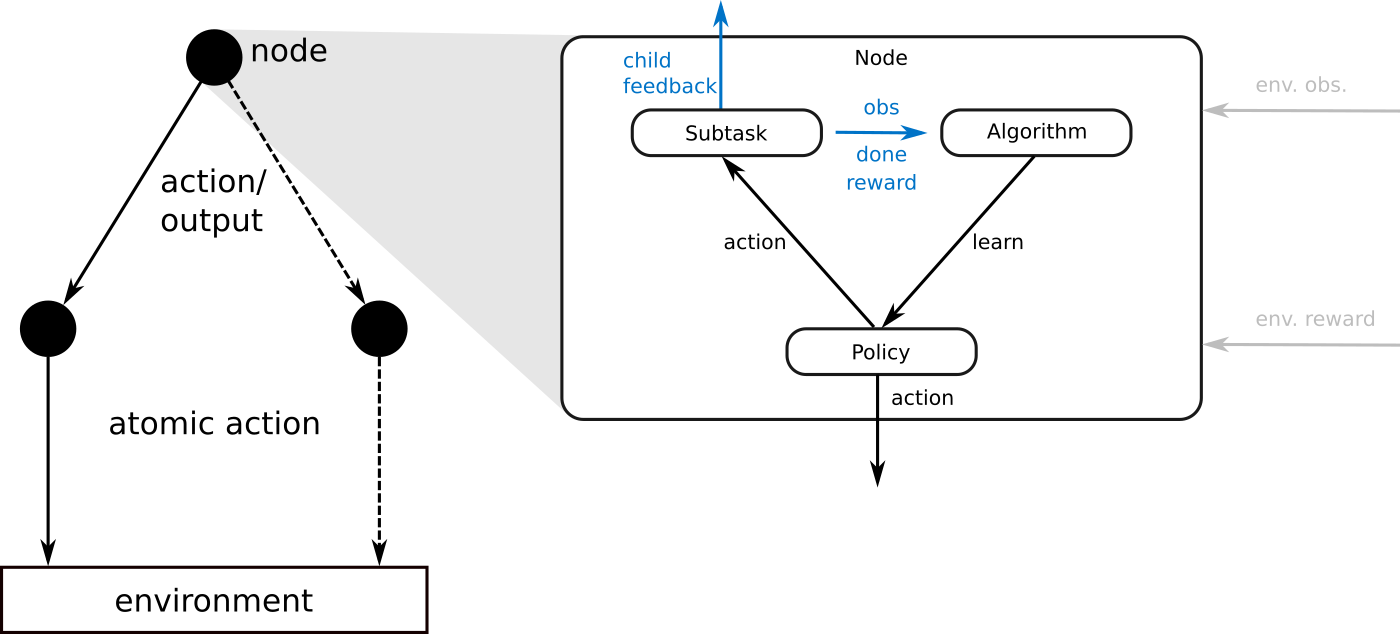 node
action/
output
atomic action
environment
Node
child
feedback
Subtask
obs
done
reward
Algorithm
action
learn
Policy
action
env. obs.
env. reward